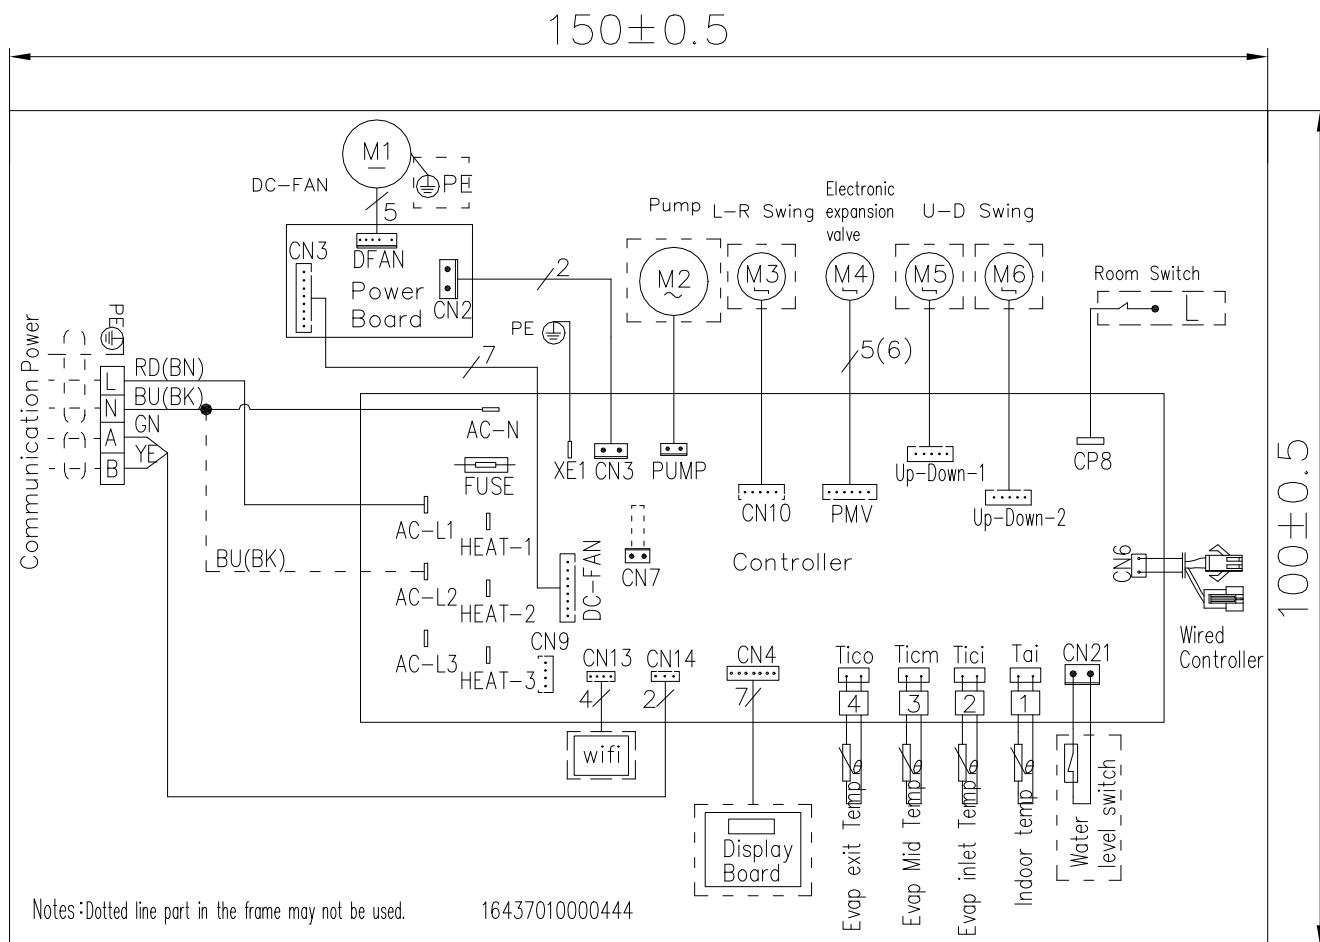 150±0.5
M1
DC-FAN
PE
5
CN3
DFAN
Power
Board
CN2
2
7
PE
Pump
M2
L-R Swing
M3
Electronic
expansion
valve
M4
5(6)
U-D Swing
M5
M6
Room Switch
L
100±0.5
Communication Power
PE
L
N
A
B
RD(BN)
BU(BK)
GN
YE
BU(BK)
AC-N
FUSE
XE1
CN3
PUMP
CN10
PMV
Up-Down-1
Up-Down-2
CP8
AC-L1
HEAT-1
AC-L2
HEAT-2
AC-L3
HEAT-3
DC-FAN
CN7
Controller
CN6
Wired
Controller
CN9
CN13
4
wifi
CN14
2
CN4
7
Display
Board
Tico
4
Evap exit Temp
Ticm
3
Evap Mid Temp
Tici
2
Evap inlet Temp
Tai
1
Indoor temp
θ
θ
θ
θ
CN21
Water
level switch
Notes:Dotted line part in the frame may not be used.
16437010000444